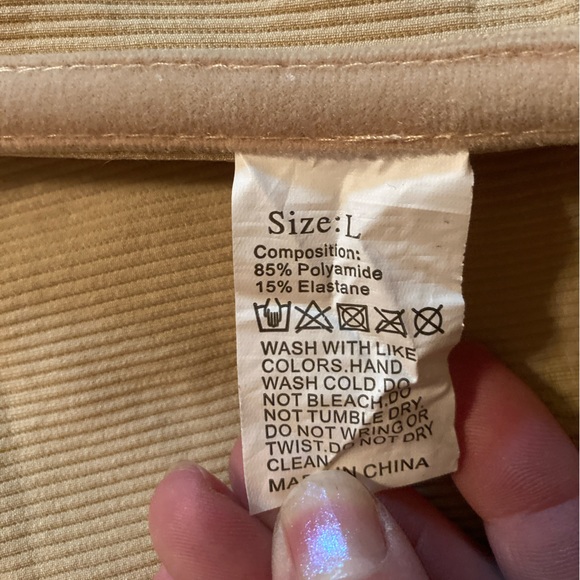 Size:L
Composition:
85% Polyamide
15% Elastane
WASH WITH LIKE
COLORS.HAND
WASH COLD.DO
NOT BLEACH.DO
NOT TUMBLE DRY.
DO NOT WRING OR
TWIST.DO NOT DRY
CLEAN
MADE IN CHINA